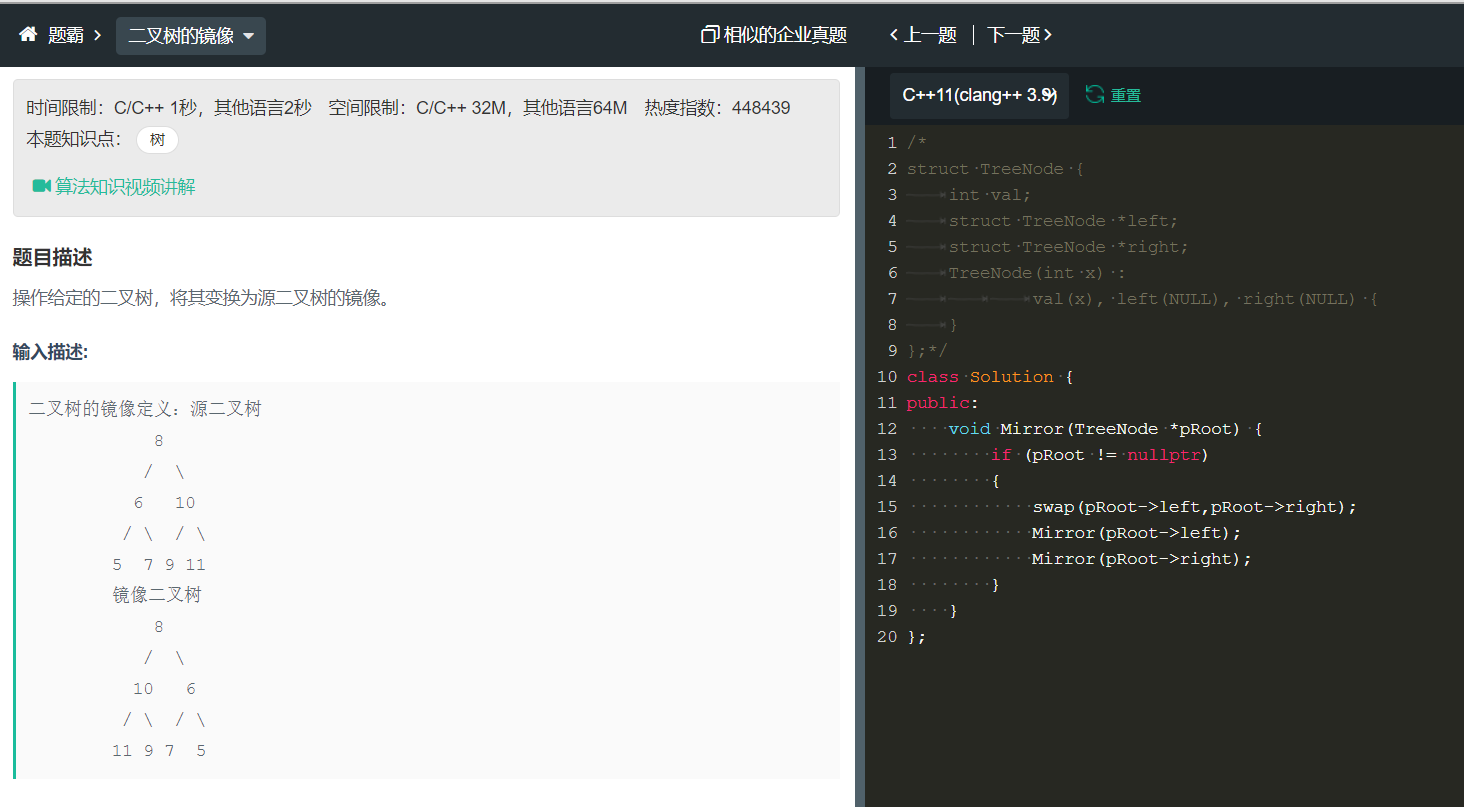 题霸 二叉树的镜像 相似的企业真题 上一题 下一题
时间限制：C/C++ 1秒，其他语言2秒 空间限制：C/C++ 32M，其他语言64M 热度指数：448439
本题知识点： 树
算法知识视频讲解
题目描述
操作给定的二叉树，将其变换为源二叉树的镜像。
输入描述:
二叉树的镜像定义：源二叉树
8
/ \
6 10
/ \ / \
5 7 9 11
镜像二叉树
8
/ \
10 6
/ \ / \
11 9 7 5
C++11(clang++ 3.9) 重置
1 /*
2 struct TreeNode {
3 int val;
4 struct TreeNode *left;
5 struct TreeNode *right;
6 TreeNode(int x) :
7 val(x), left(NULL), right(NULL) {
8 }
9 };*/
10 class Solution {
11 public:
12 void Mirror(TreeNode *pRoot) {
13 if (pRoot != nullptr)
14 {
15 swap(pRoot->left,pRoot->right);
16 Mirror(pRoot->left);
17 Mirror(pRoot->right);
18 }
19 }
20 };